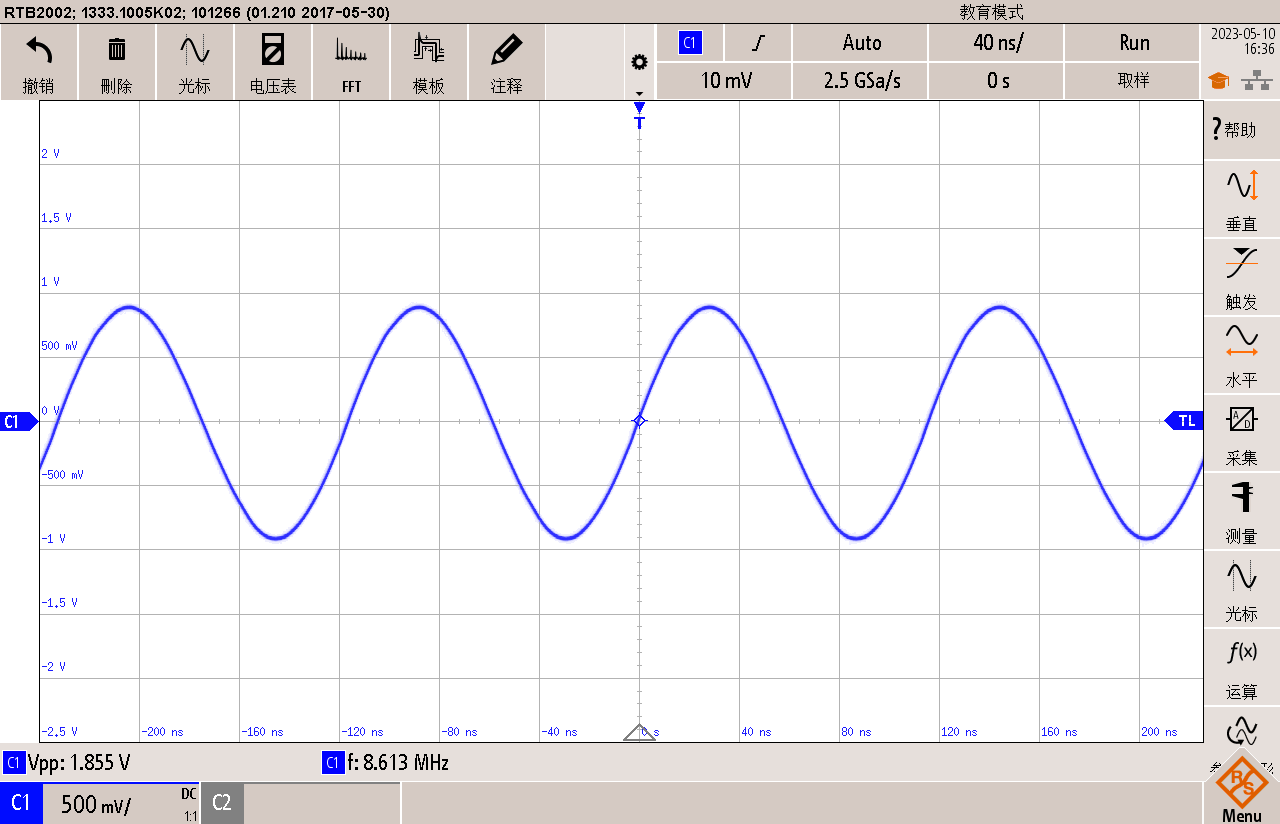 RTB2002; 1333.1005K02; 101266 (01.210 2017-05-30)
教育模式
撤销
删除
光标
电压表
FFT
模板
注释
C1
Auto
40 ns/
Run
10 mV
2.5 GSa/s
0 s
取样
2023-05-10
16:36
T
?帮助
2 V
1.5 V
1 V
500 mV
0 V
-500 mV
-1 V
-1.5 V
-2 V
-2.5 V
C1
TL
-200 ns
-160 ns
-120 ns
-80 ns
-40 ns
0 s
40 ns
80 ns
120 ns
160 ns
200 ns
垂直
触发
水平
A
D
采集
测量
光标
f(x)
运算
C1 Vpp: 1.855 V
C1 f: 8.613 MHz
C1
500 mV/
DC
1:1
C2
R
S
Menu